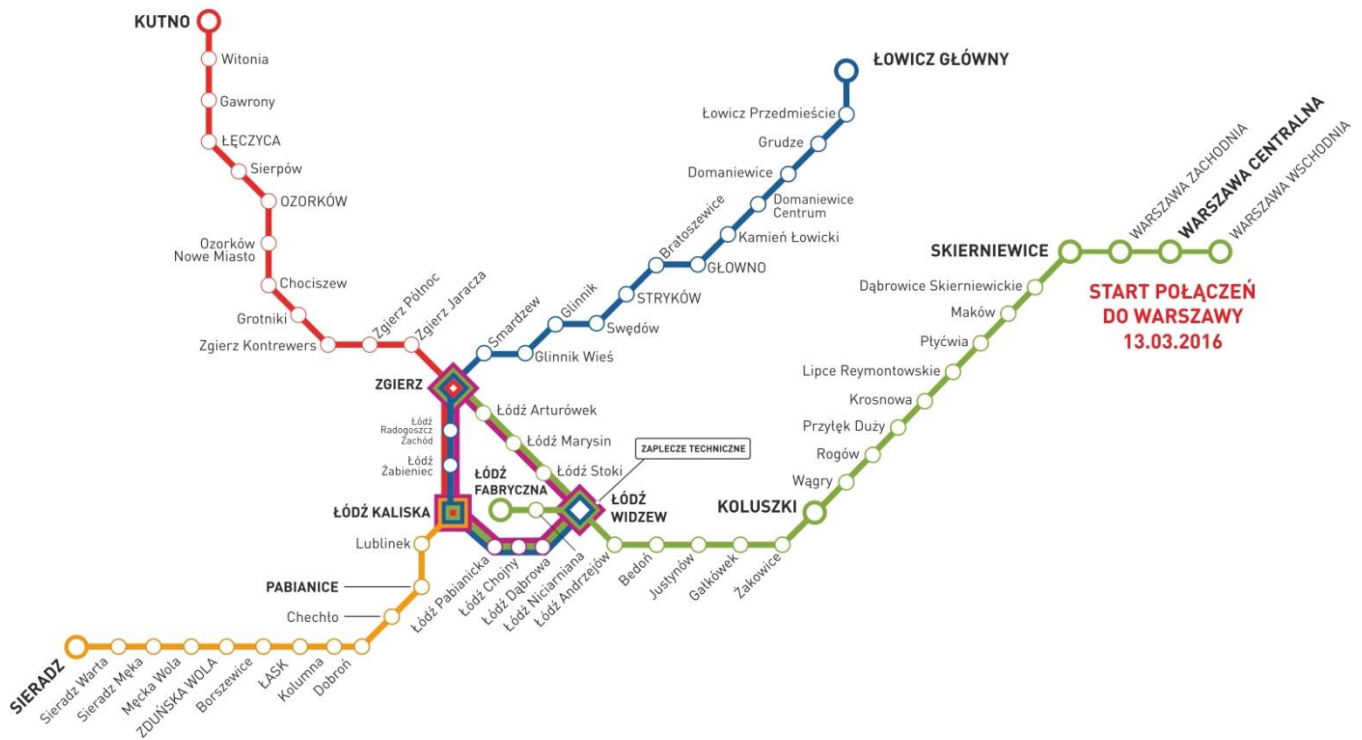 KUTNO
Witonia
Gawrony
ŁĘCZYCA
Sierpów
OZORKÓW
Ozorków
Nowe Miasto
Chociszew
Grotniki
Zgierz Kontrewers
Zgierz Północ
Zgierz Jaracza
ZGIERZ
ŁOWICZ GŁÓWNY
Łowicz Przedmieście
Grudze
Domaniewice
Domaniewice
Centrum
Kamień Łowicki
GŁOWNO
Bratoszewice
STRYKÓW
Swędów
Glinnik
Glinnik Wieś
Smardzew
Łódź
Radogoszcz
Zachód
Łódź
Żabieniec
ŁÓDŹ KALISKA
Łódź Arturówek
Łódź Marysin
Łódź Stoki
ZAPLECZE TECHNICZNE
ŁÓDŹ
FABRYCZNA
ŁÓDŹ
WIDZEW
Lublinek
PABIANICE
Chechło
Dobroń
Kolumna
ŁASK
Borszewice
ZDUŃSKA WOLA
Męcka Wola
Sieradz Męka
Sieradz Warta
SIERADZ
Łódź Pabianicka
Łódź Chojny
Łódź Dąbrowa
Łódź Niciarniana
Łódź Andrzejów
Bedoń
Justynów
Gałkówek
Żakowice
KOLUSZKI
Wągry
Rogów
Przyłęk Duży
Krosnowa
Lipce Reymontowskie
Płyćwia
Maków
Dąbrowice Skierniewickie
SKIERNIEWICE
WARSZAWA ZACHODNIA
WARSZAWA CENTRALNA
WARSZAWA WSCHODNIA
START POŁĄCZEŃ
DO WARSZAWY
13.03.2016